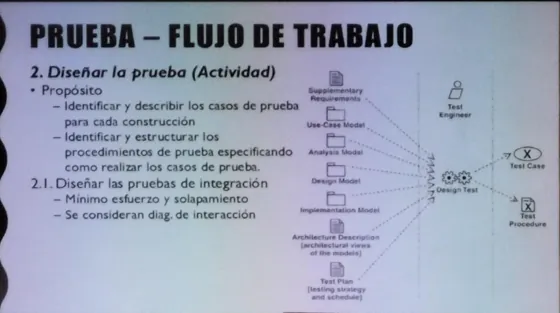 PRUEBA – FLUJO DE TRABAJO
2. Diseñar la prueba (Actividad)
• Propósito
– Identificar y describir los casos de prueba
para cada construcción
– Identificar y estructurar los
procedimientos de prueba especificando
como realizar los casos de prueba.
2.1. Diseñar las pruebas de integración
– Mínimo esfuerzo y solapamiento
– Se consideran diag. de interacción
Supplementary
Requirements
Use-Case Model
Analysis Model
Design Model
Implementation Model
Architecture Description
(architectural views
of the models)
Test Plan
(testing strategy
and schedule)
Test
Engineer
Design Test
X
Test Case
X
Test
Procedure